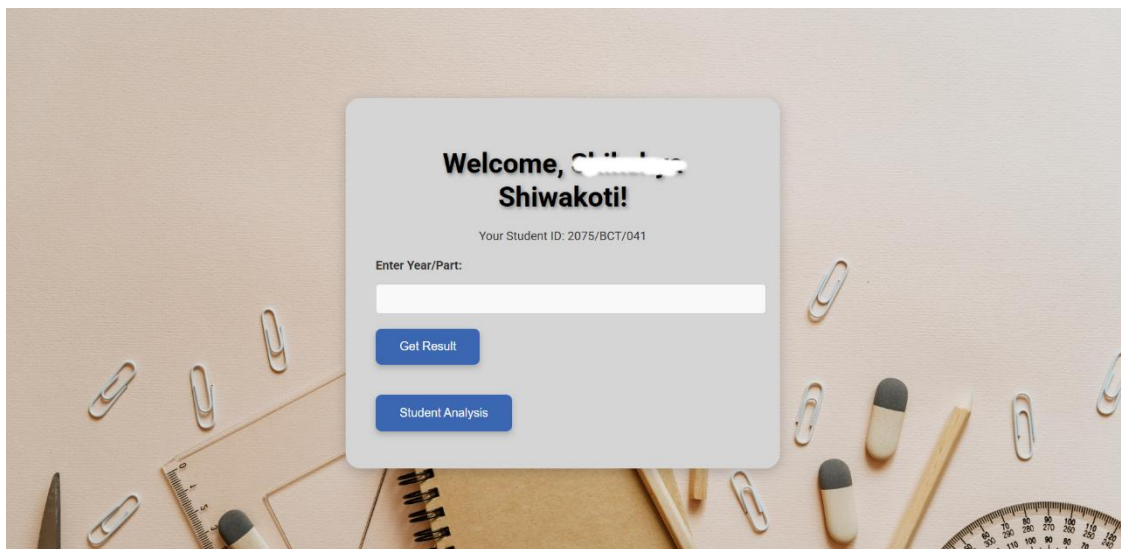 Welcome,
Shiwakoti!
Your Student ID: 2075/BCT/041
Enter Year/Part:
Get Result
Student Analysis